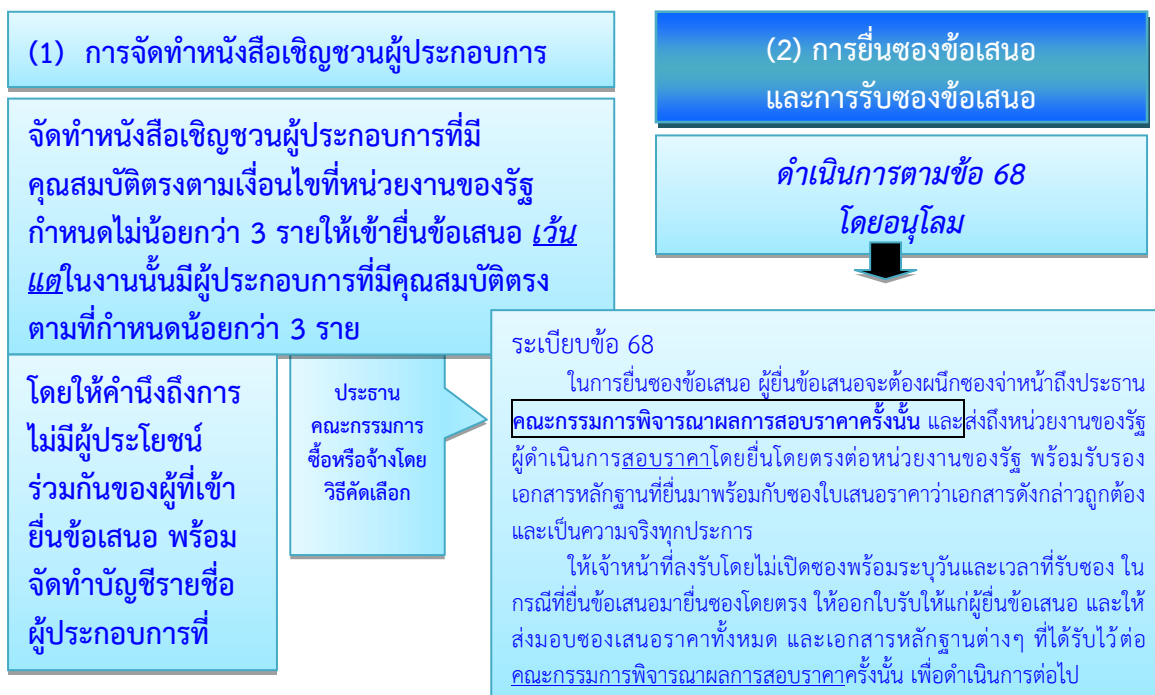 (1) การจัดทำหนังสือเชิญชวนผู้ประกอบการ
จัดทำหนังสือเชิญชวนผู้ประกอบการที่มี
คุณสมบัติตรงตามเงื่อนไขที่หน่วยงานของรัฐ
กำหนดไม่น้อยกว่า 3 รายให้เข้ายื่นข้อเสนอ เว้น
แต่ในงานนั้นมีผู้ประกอบการที่มีคุณสมบัติตรง
ตามที่กำหนดน้อยกว่า 3 ราย
โดยให้คำนึงถึงการ
ไม่มีผู้ประโยชน์
ร่วมกันของผู้ที่เข้า
ยื่นข้อเสนอ พร้อม
จัดทำบัญชีรายชื่อ
ผู้ประกอบการที่
ประธาน
คณะกรรมการ
ซื้อหรือจ้างโดย
วิธีคัดเลือก
(2) การยื่นซองข้อเสนอ
และการรับซองข้อเสนอ
ดำเนินการตามข้อ 68
โดยอนุโลม
ระเบียบข้อ 68
ในการยื่นซองข้อเสนอ ผู้ยื่นข้อเสนอจะต้องผนึกซองจ่าหน้าถึงประธาน
คณะกรรมการพิจารณาผลการสอบราคาครั้งนั้น และส่งถึงหน่วยงานของรัฐ
ผู้ดำเนินการสอบราคาโดยยื่นโดยตรงต่อหน่วยงานของรัฐ พร้อมรับรอง
เอกสารหลักฐานที่ยื่นมาพร้อมกับซองใบเสนอราคาว่าเอกสารดังกล่าวถูกต้อง
และเป็นความจริงทุกประการ
ให้เจ้าหน้าที่ลงรับโดยไม่เปิดซองพร้อมระบุวันและเวลาที่รับซอง ใน
กรณีที่ยื่นข้อเสนอมายื่นซองโดยตรง ให้ออกใบรับให้แก่ผู้ยื่นข้อเสนอ และให้
ส่งมอบซองเสนอราคาทั้งหมด และเอกสารหลักฐานต่างๆ ที่ได้รับไว้ต่อ
คณะกรรมการพิจารณาผลการสอบราคาครั้งนั้น เพื่อดำเนินการต่อไป